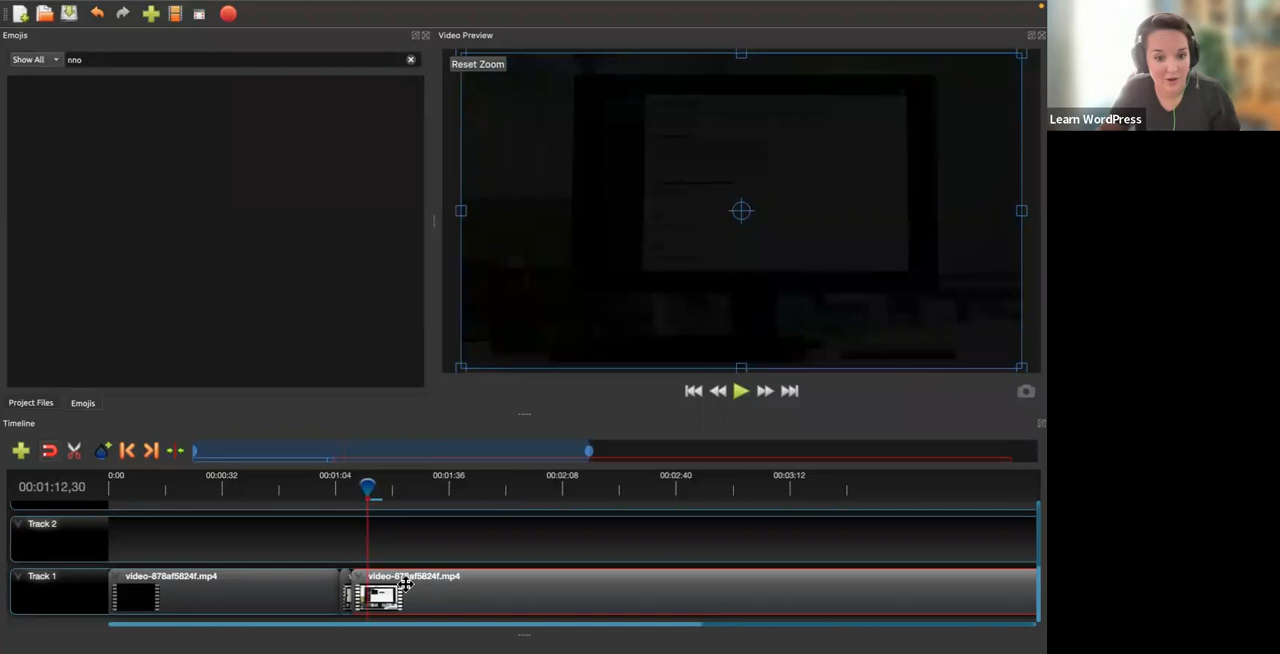 Emojis
Video Preview
Show All
nno
Reset Zoom
Learn WordPress
Project Files
Emojis
Timeline
00:01:12,30
0:00
00:00:32
00:01:04
00:01:36
00:02:08
00:02:40
00:03:12
Track 2
Track 1
video-878af5824f.mp4
video-878af5824f.mp4